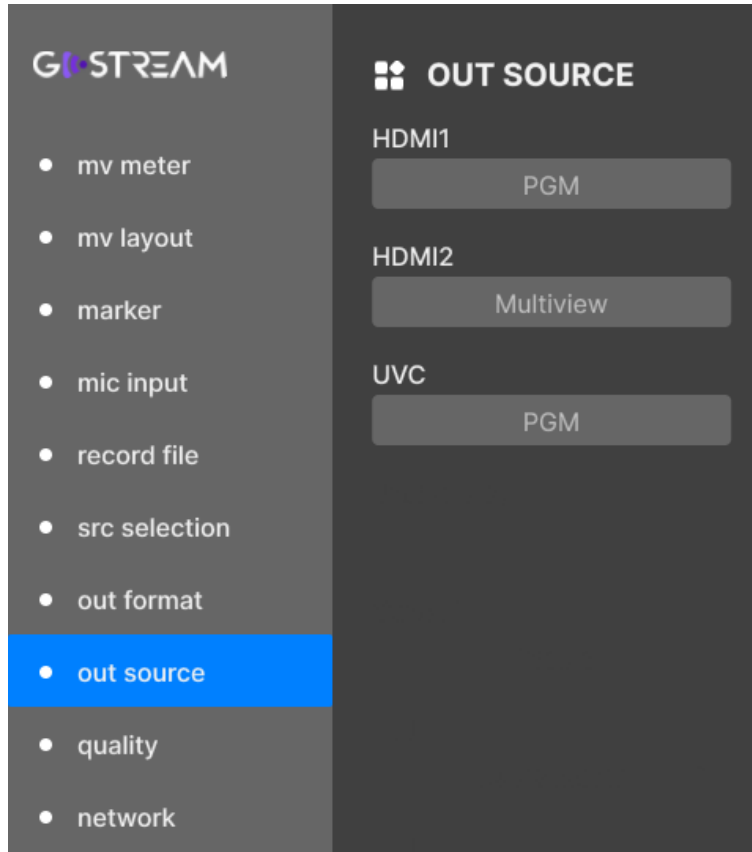 GOSTREAM
mv meter
mv layout
marker
mic input
record file
src selection
out format
out source
quality
network
OUT SOURCE
HDMI1
PGM
HDMI2
Multiview
UVC
PGM